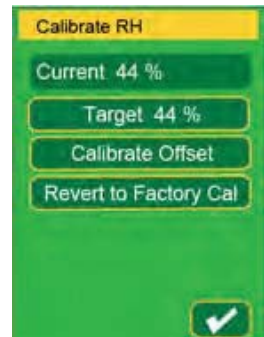 Calibrate RH
Current 44 %
Target 44 %
Calibrate Offset
Revert to Factory Cal